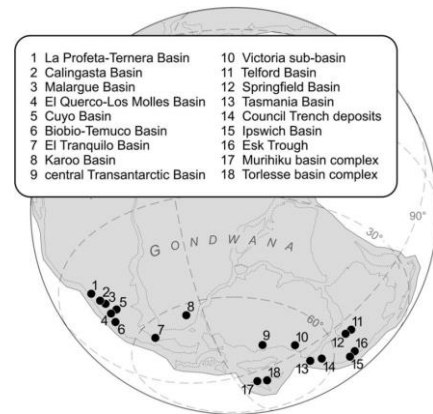 1 La Profeta-Ternera Basin
2 Calingasta Basin
3 Malargue Basin
4 El Querco-Los Molles Basin
5 Cuyo Basin
6 Biobio-Temuco Basin
7 El Tranquilo Basin
8 Karoo Basin
9 central Transantarctic Basin
10 Victoria sub-basin
11 Telford Basin
12 Springfield Basin
13 Tasmania Basin
14 Council Trench deposits
15 Ipswich Basin
16 Esk Trough
17 Murihiku basin complex
18 Torlesse basin complex
90°
30°
GONDWANA
60°
1
2
3
4
5
6
7
8
9
10
11
12
13
14
15
16
17
18